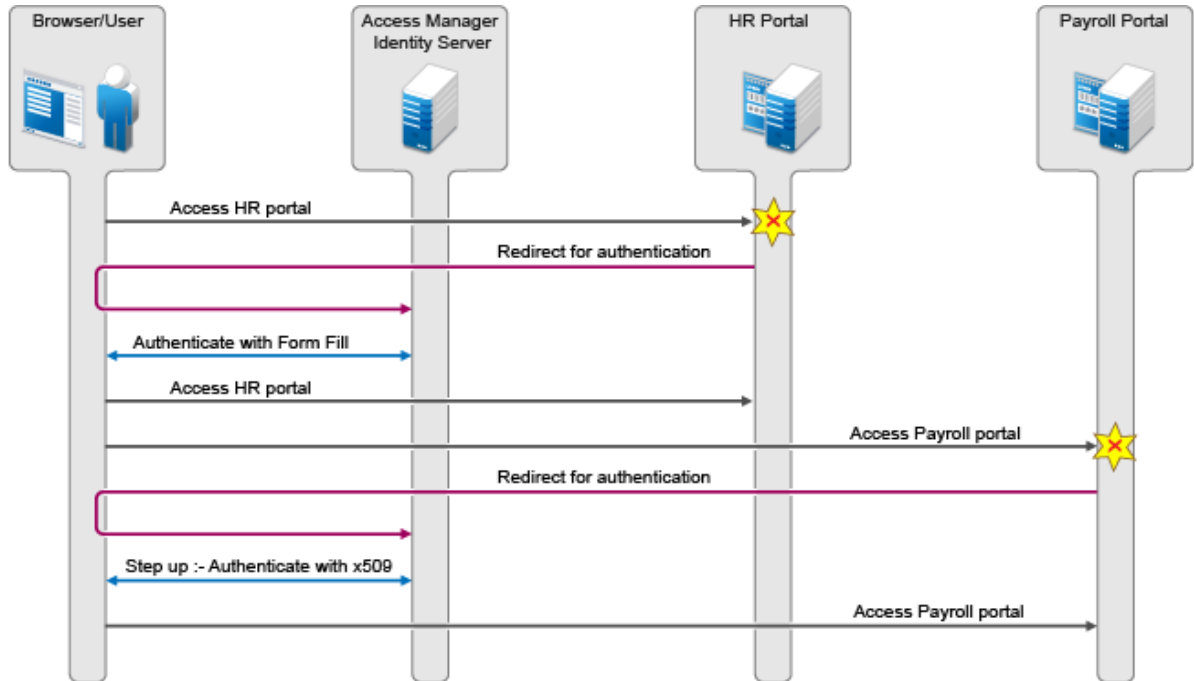 Browser/User
Access Manager
Identity Server
HR Portal
Payroll Portal
Access HR portal
Redirect for authentication
Authenticate with Form Fill
Access HR portal
Access Payroll portal
Redirect for authentication
Step up :- Authenticate with x509
Access Payroll portal